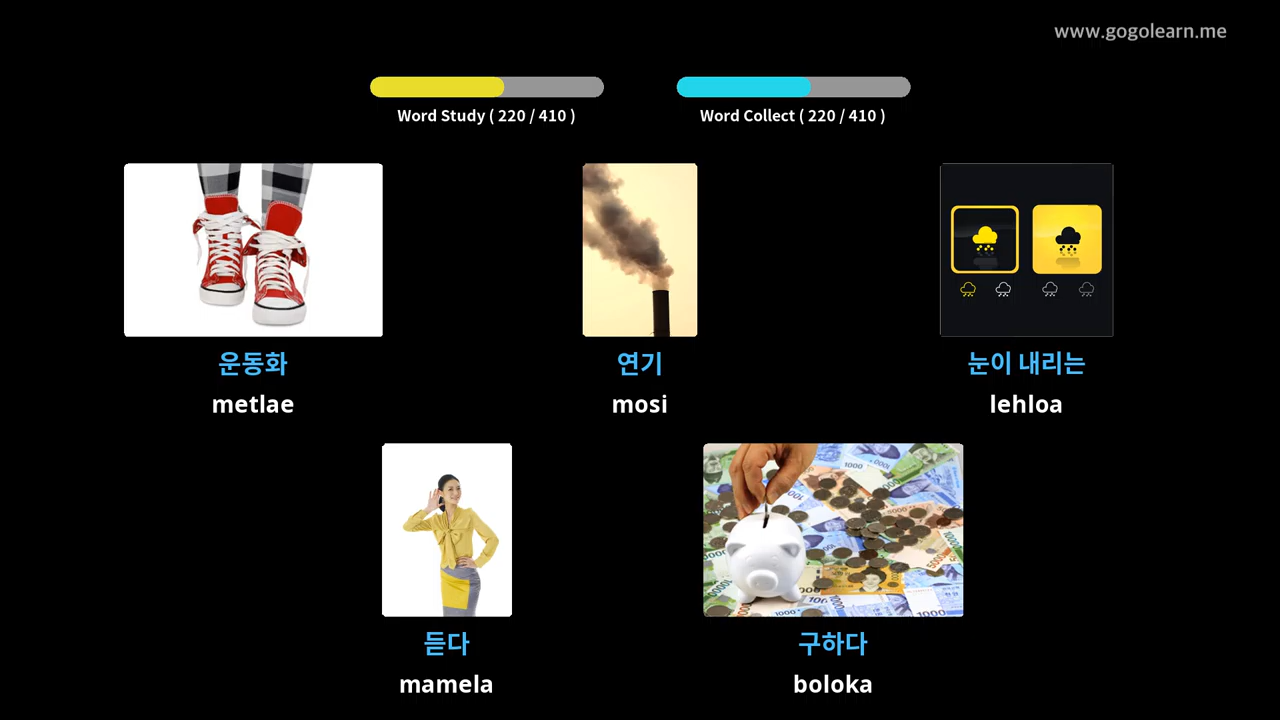 www.gogolearn.me
Word Study ( 220 / 410 )
Word Collect ( 220 / 410 )
운동화
metlae
연기
mosi
눈이 내리는
lehloa
듣다
mamela
구하다
boloka